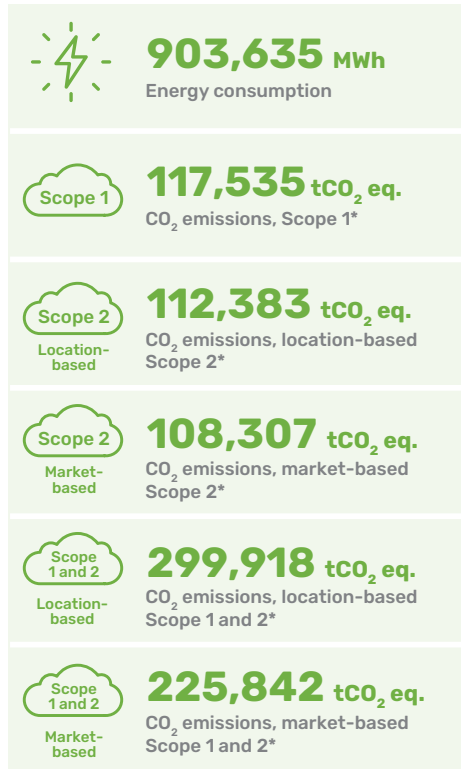 903,635 MWh
Energy consumption
Scope 1
117,535 tCO₂ eq.
CO₂ emissions, Scope 1*
Scope 2
Location-
based
112,383 tCO₂ eq.
CO₂ emissions, location-based
Scope 2*
Scope 2
Market-
based
108,307 tCO₂ eq.
CO₂ emissions, market-based
Scope 2*
Scope
1 and 2
Location-
based
299,918 tCO₂ eq.
CO₂ emissions, location-based
Scope 1 and 2*
Scope
1 and 2
Market-
based
225,842 tCO₂ eq.
CO₂ emissions, market-based
Scope 1 and 2*